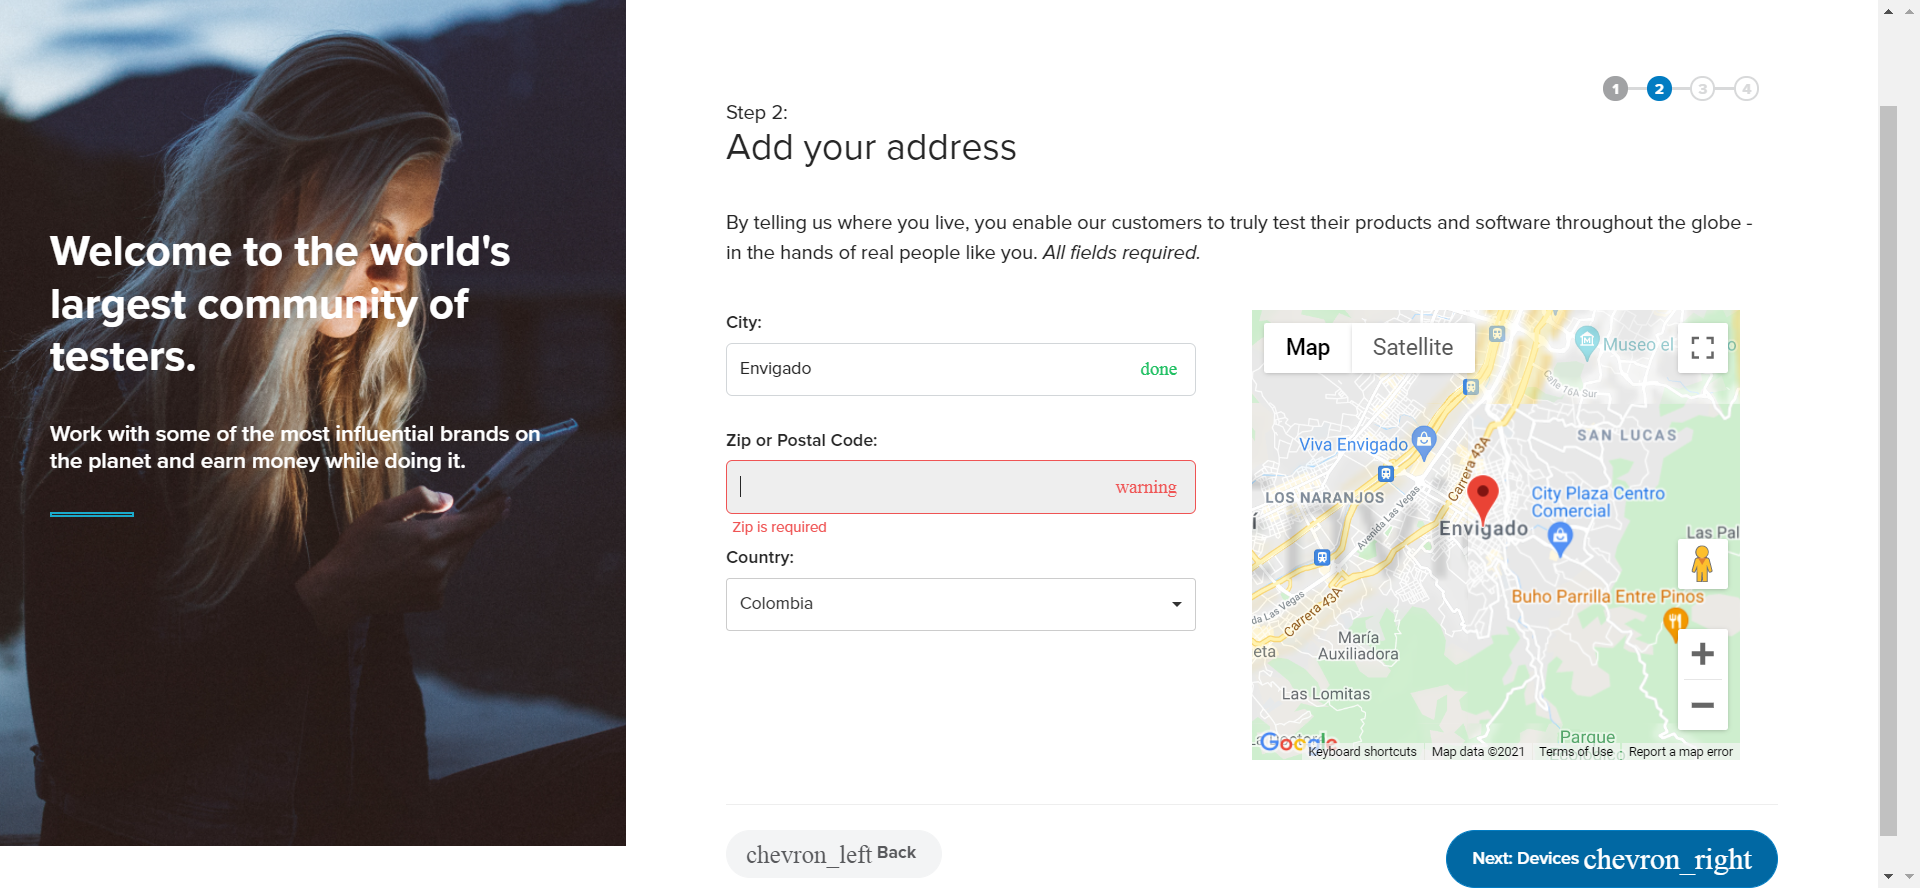 Welcome to the world's
largest community of
testers.
Work with some of the most influential brands on
the planet and earn money while doing it.
1 2 3 4
Step 2:
Add your address
By telling us where you live, you enable our customers to truly test their products and software throughout the globe -
in the hands of real people like you. All fields required.
City:
Envigado done
Zip or Postal Code:
warning
Zip is required
Country:
Colombia
Map Satellite
Museo el
Calle 16A Sur
Viva Envigado
SAN LUCAS
Carrera 43A
LOS NARANJOS
Avenida Las Vegas
City Plaza Centro
Comercial
Envigado
Las Pal
Buho Parrilla Entre Pinos
da Las Vegas
Carrera 43A
eta
María
Auxiliadora
Las Lomitas
Parque
Google
Keyboard shortcuts Map data ©2021 Terms of Use Report a map error
chevron_left Back
Next: Devices chevron_right